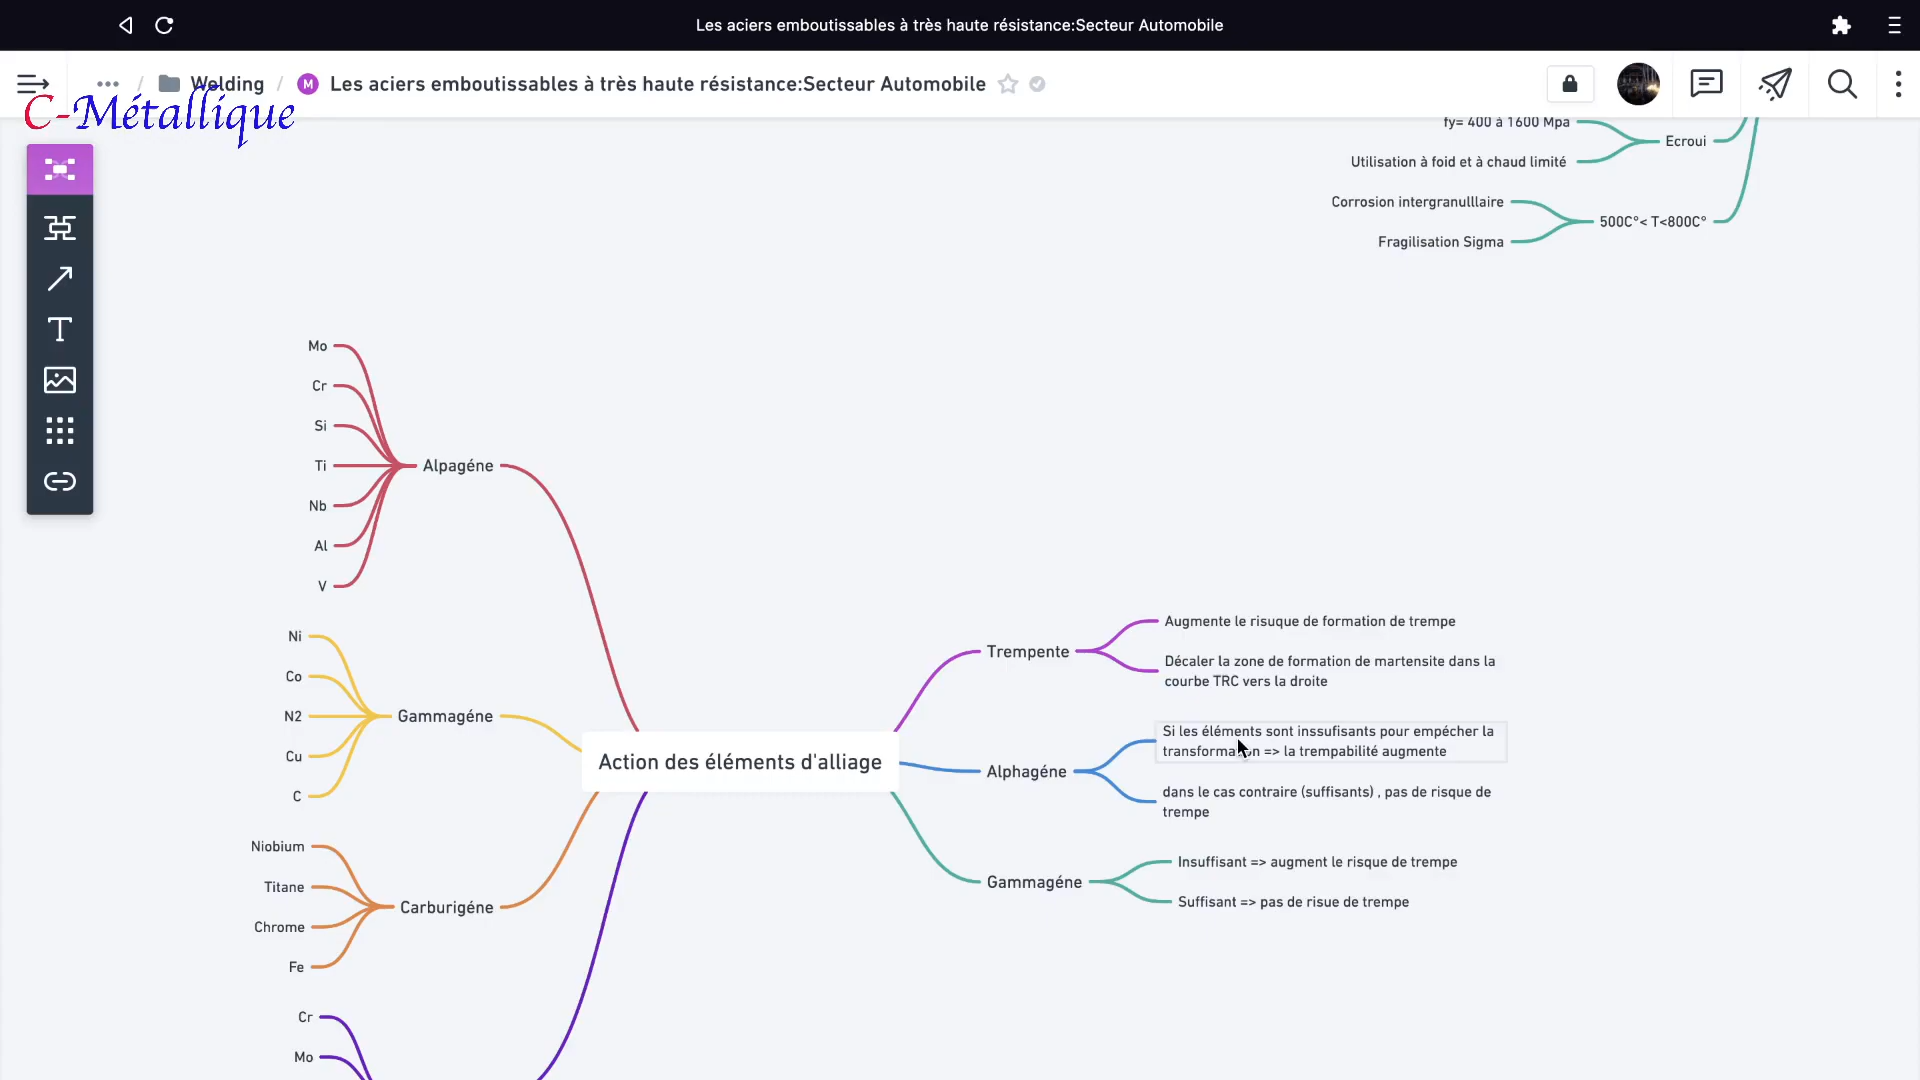 Les aciers emboutissables à très haute résistance:Secteur Automobile
... / Welding / M Les aciers emboutissables à très haute résistance:Secteur Automobile
C-Métallique
fy= 400 à 1600 Mpa
Ecroui
Utilisation à foid et à chaud limité
Corrosion intergranulllaire
500C°< T<800C°
Fragilisation Sigma
Mo
Cr
Si
Ti
Alpagéne
Nb
Al
V
Ni
Co
N2
Gammagéne
Cu
C
Niobium
Titane
Carburigéne
Chrome
Fe
Cr
Mo
Action des éléments d'alliage
Trempente
Augmente le risuque de formation de trempe
Décaler la zone de formation de martensite dans la
courbe TRC vers la droite
Alphagéne
Si les éléments sont inssufisants pour empécher la
transformation => la trempabilité augmente
dans le cas contraire (suffisants) , pas de risque de
trempe
Gammagéne
Insuffisant => augment le risque de trempe
Suffisant => pas de risue de trempe